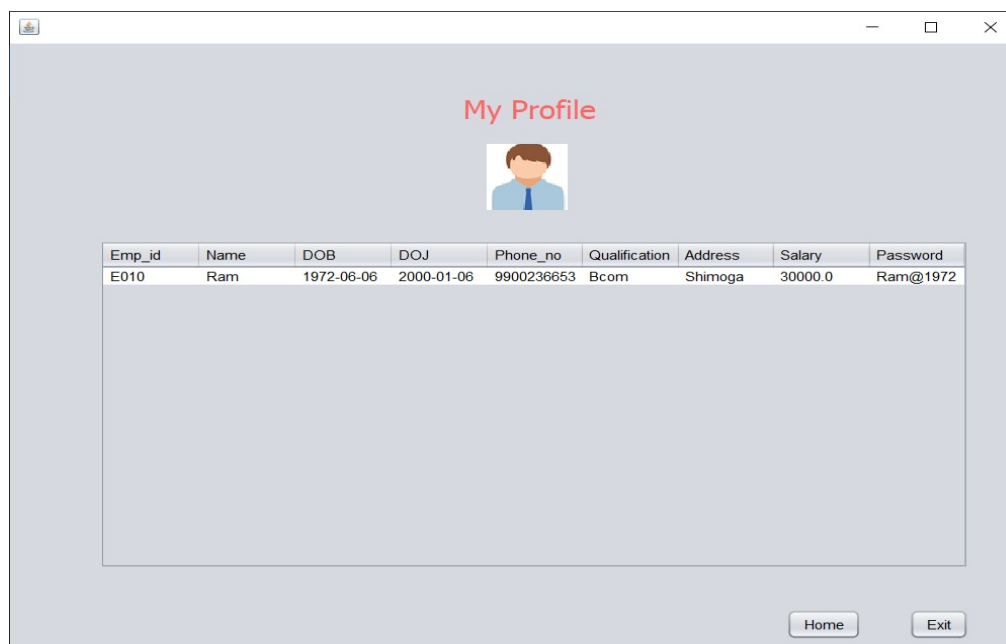 My Profile
Emp_id Name DOB DOJ Phone_no Qualification Address Salary Password
E010 Ram 1972-06-06 2000-01-06 9900236653 Bcom Shimoga 30000.0 Ram@1972
Home Exit